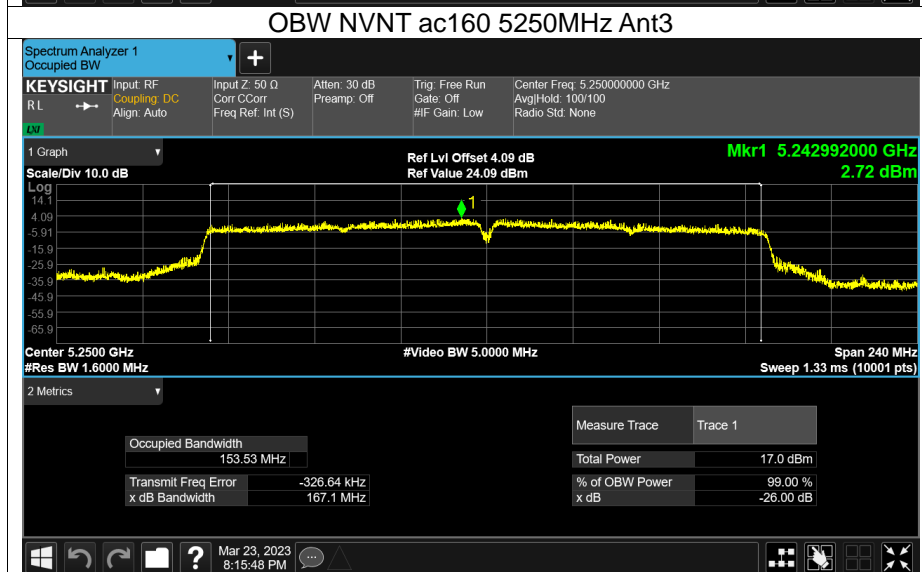 OBW NVNT ac160 5250MHz Ant3
Spectrum Analyzer 1
Occupied BW
+
KEYSIGHT Input: RF Input Z: 50 Ω Atten: 30 dB Trig: Free Run Center Freq: 5.250000000 GHz
RL Coupling: DC Corr CCorr Preamp: Off Gate: Off Avg|Hold: 100/100
Align: Auto Freq Ref: Int (S) #IF Gain: Low Radio Std: None
LXI
1 Graph Ref Lvl Offset 4.09 dB Mkr1 5.242992000 GHz
Scale/Div 10.0 dB Ref Value 24.09 dBm 2.72 dBm
Log
14.1
1
4.09
-5.91
-15.9
-25.9
-35.9
-45.9
-55.9
-65.9
Center 5.2500 GHz #Video BW 5.0000 MHz Span 240 MHz
#Res BW 1.6000 MHz Sweep 1.33 ms (10001 pts)
2 Metrics
Measure Trace Trace 1
Occupied Bandwidth
153.53 MHz Total Power 17.0 dBm
Transmit Freq Error -326.64 kHz % of OBW Power 99.00 %
x dB Bandwidth 167.1 MHz x dB -26.00 dB
? Mar 23, 2023
8:15:48 PM